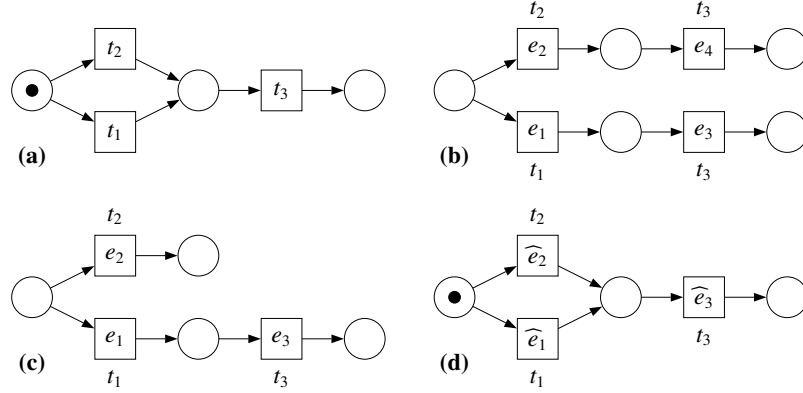 t₂
t₁
t₃
(a)
t₂
t₃
e₂
e₄
e₁
e₃
t₁
t₃
(b)
t₂
e₂
e₁
e₃
t₁
t₃
(c)
t₂
ê₂
ê₃
ê₁
t₃
t₁
(d)